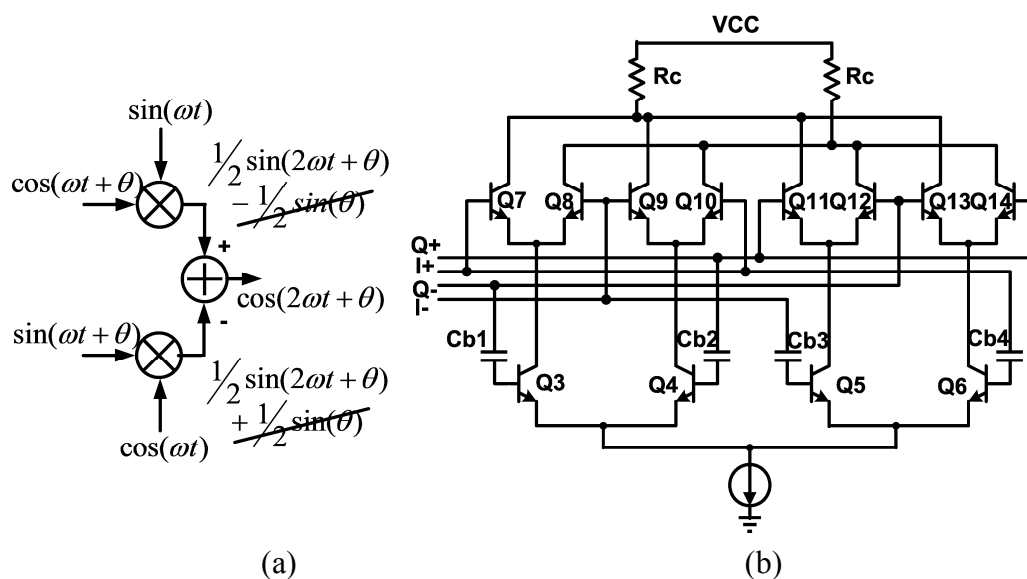 sin(ωt)
cos(ωt + θ)
1/2 sin(2ωt + θ)
− 1/2 sin(θ)
+
cos(2ωt + θ)
-
sin(ωt + θ)
1/2 sin(2ωt + θ)
+ 1/2 sin(θ)
cos(ωt)
(a)
VCC
Rc
Rc
Q7
Q8
Q9
Q10
Q11
Q12
Q13
Q14
Q+
I+
Q-
I-
Cb1
Cb2
Cb3
Cb4
Q3
Q4
Q5
Q6
(b)